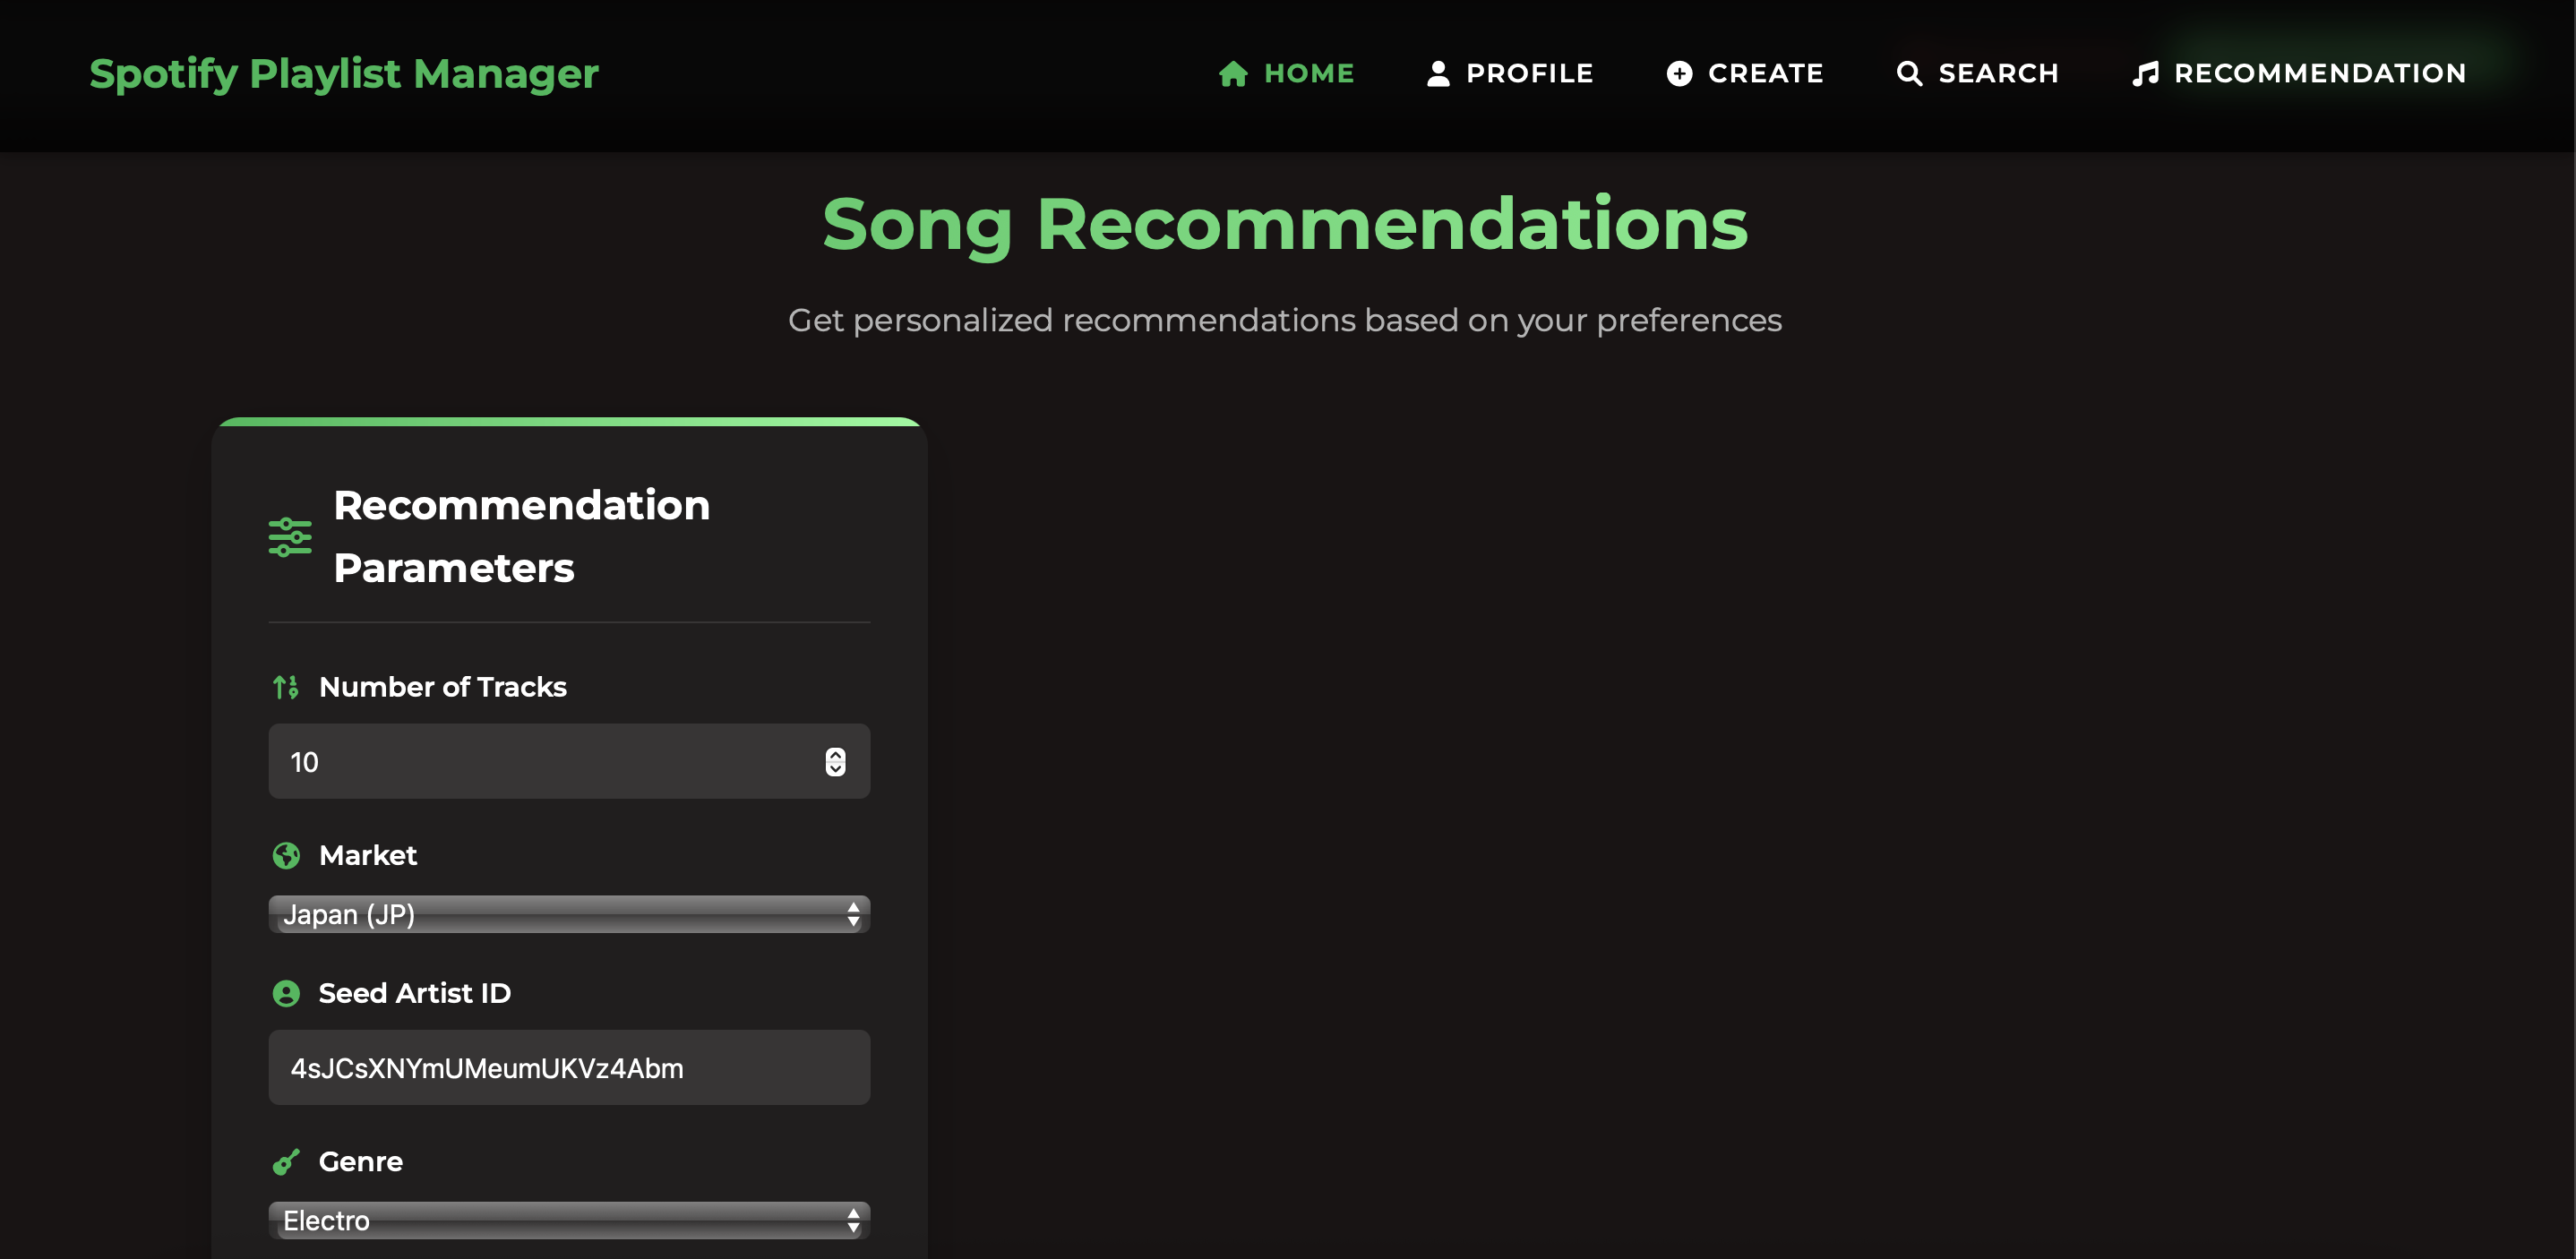 Spotify Playlist Manager
HOME
PROFILE
CREATE
SEARCH
RECOMMENDATION
Song Recommendations
Get personalized recommendations based on your preferences
Recommendation
Parameters
Number of Tracks
10
Market
Japan (JP)
Seed Artist ID
4sJCsXNYmUMeumUKVz4Abm
Genre
Electro